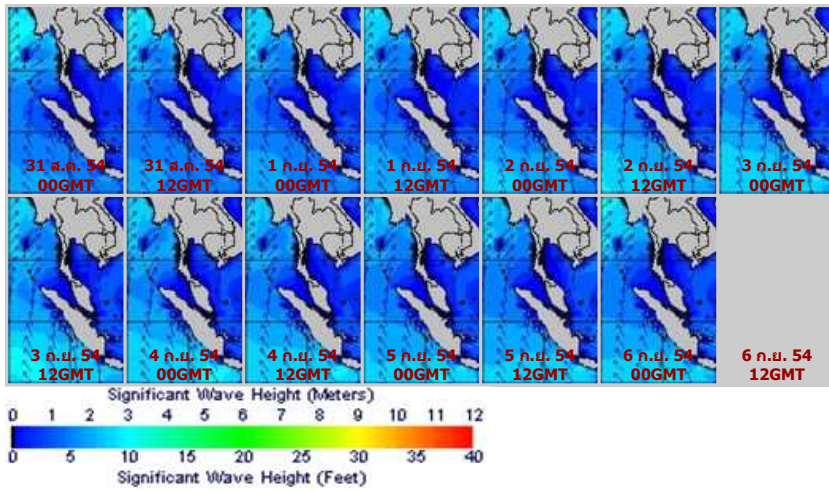 31 ส.ค. 54
00GMT
31 ส.ค. 54
12GMT
1 ก.ย. 54
00GMT
1 ก.ย. 54
12GMT
2 ก.ย. 54
00GMT
2 ก.ย. 54
12GMT
3 ก.ย. 54
00GMT
3 ก.ย. 54
12GMT
4 ก.ย. 54
00GMT
4 ก.ย. 54
12GMT
5 ก.ย. 54
00GMT
5 ก.ย. 54
12GMT
6 ก.ย. 54
00GMT
6 ก.ย. 54
12GMT
Significant Wave Height (Meters)
0 1 2 3 4 5 6 7 8 9 10 11 12
0 5 10 15 20 25 30 35 40
Significant Wave Height (Feet)